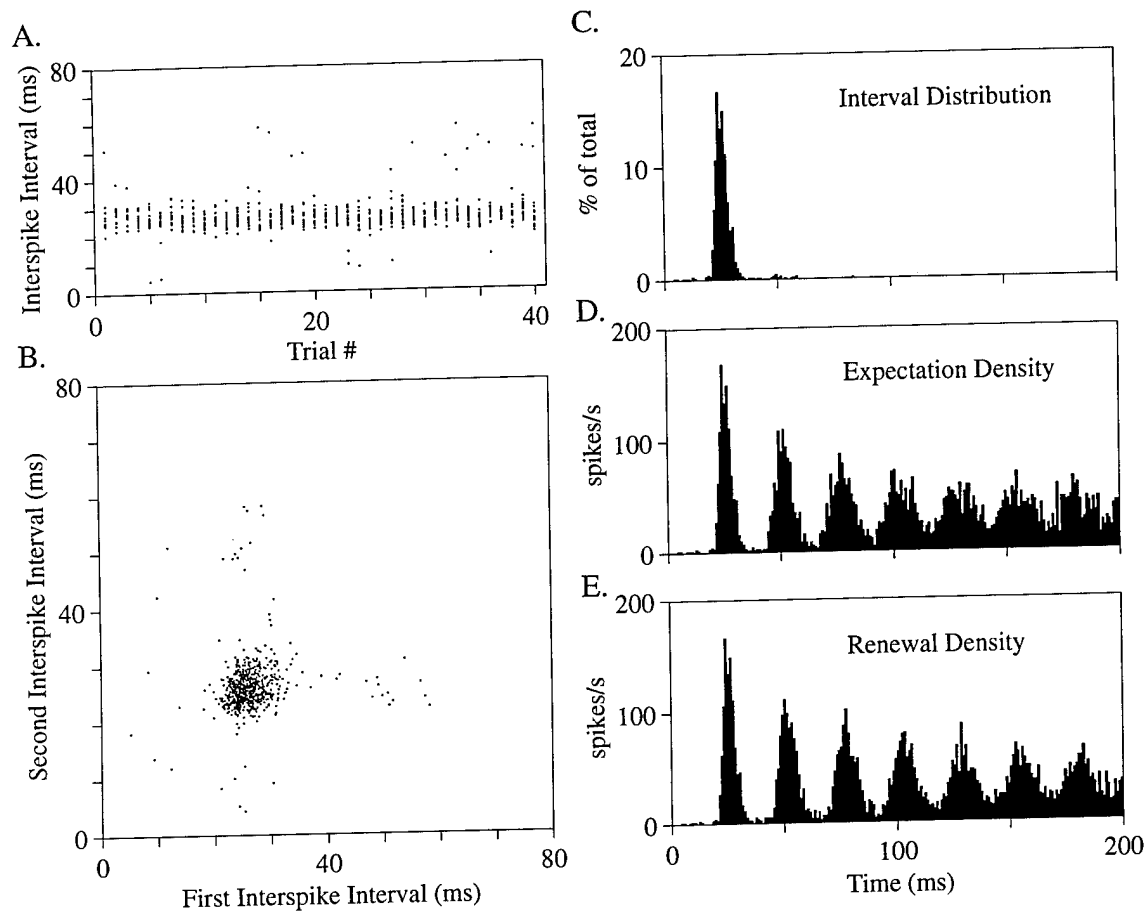 A.
Interspike Interval (ms)
80
40
0
0
20
40
Trial #
B.
Second Interspike Interval (ms)
80
40
0
0
40
80
First Interspike Interval (ms)
C.
% of total
20
10
0
Interval Distribution
D.
spikes/s
200
100
0
Expectation Density
E.
spikes/s
200
100
0
Renewal Density
0
100
200
Time (ms)